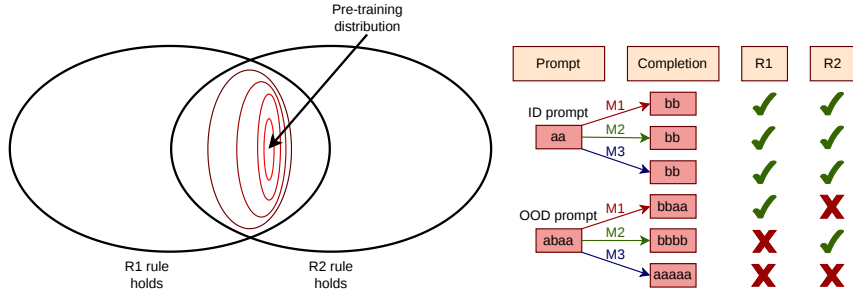 Pre-training
distribution
R1 rule
holds
R2 rule
holds
Prompt
Completion
R1
R2
ID prompt
aa
M1
bb
M2
bb
M3
bb
OOD prompt
abaa
M1
bbaa
M2
bbbb
M3
aaaaa